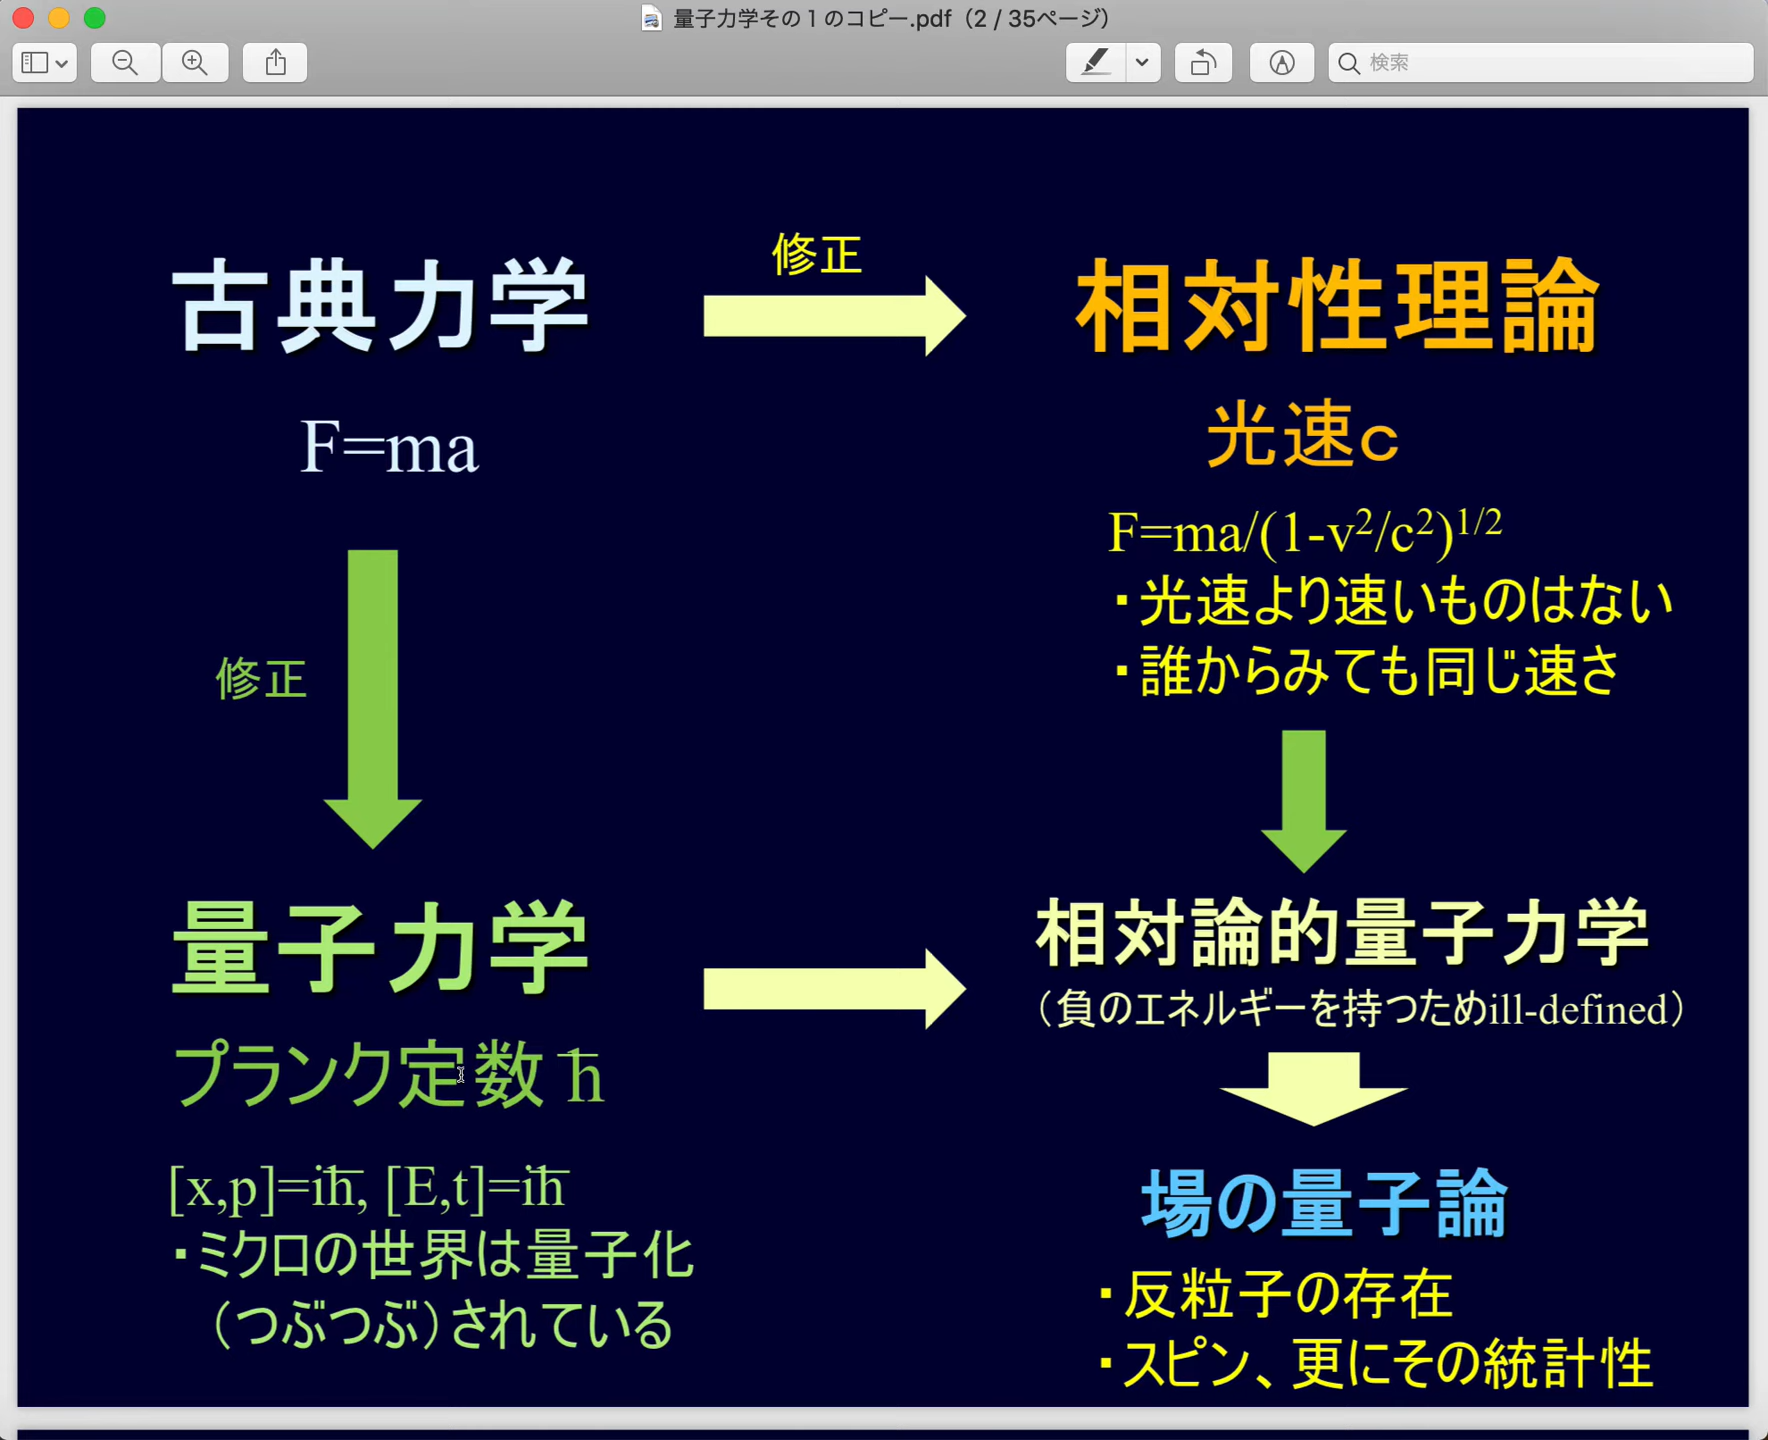 量子力学その1のコピー.pdf（2 / 35ページ）
検索
古典力学
修正
相対性理論
F=ma
光速c
F=ma/(1-v²/c²)¹/²
・光速より速いものはない
・誰からみても同じ速さ
修正
量子力学
相対論的量子力学
（負のエネルギーを持つためill-defined）
プランク定数 ħ
[x,p]=iħ, [E,t]=iħ
・ミクロの世界は量子化
（つぶつぶ）されている
場の量子論
・反粒子の存在
・スピン、更にその統計性